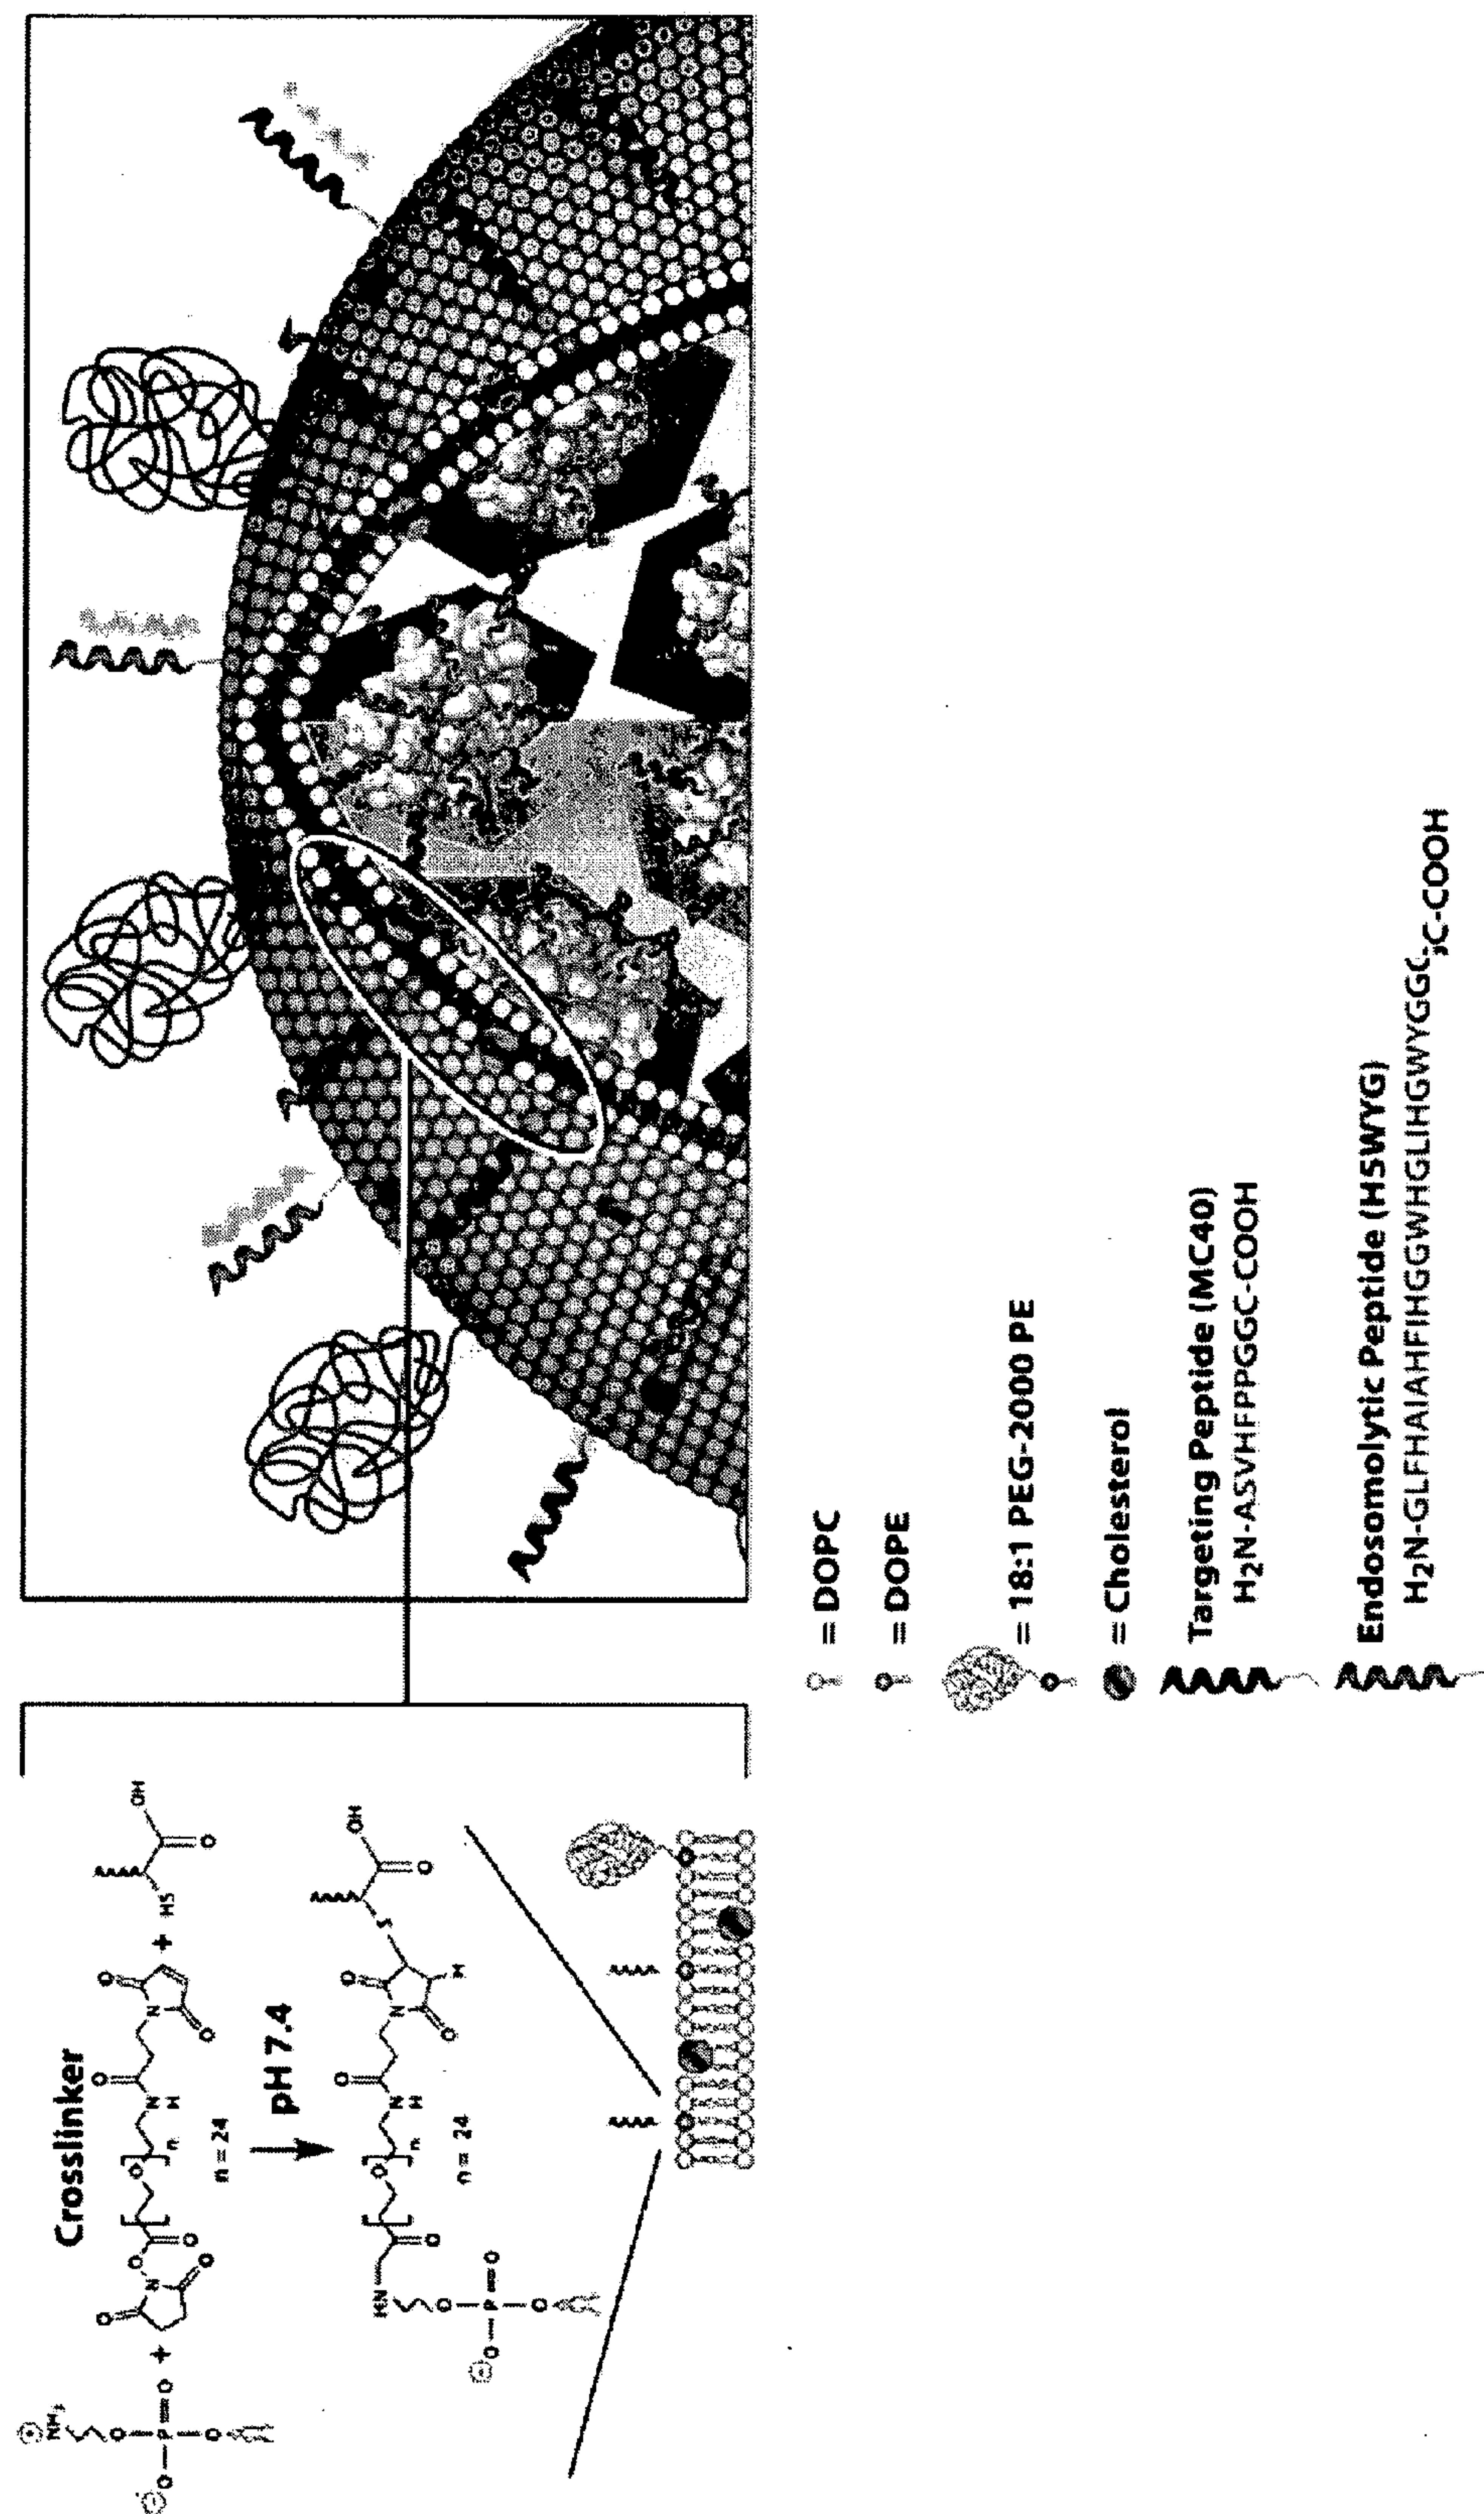 Crosslinker
n = 24
pH 7.4
n = 24
= DOPC
= DOPE
= 18:1 PEG-2000 PE
= Cholesterol
Targeting Peptide (MC40)
H2N-ASVHFPPGGC-COOH
Endosomolytic Peptide (H5WYG)
H2N-GLFHAIAHFIHGGWHGLIHGWYGGC
C-COOH